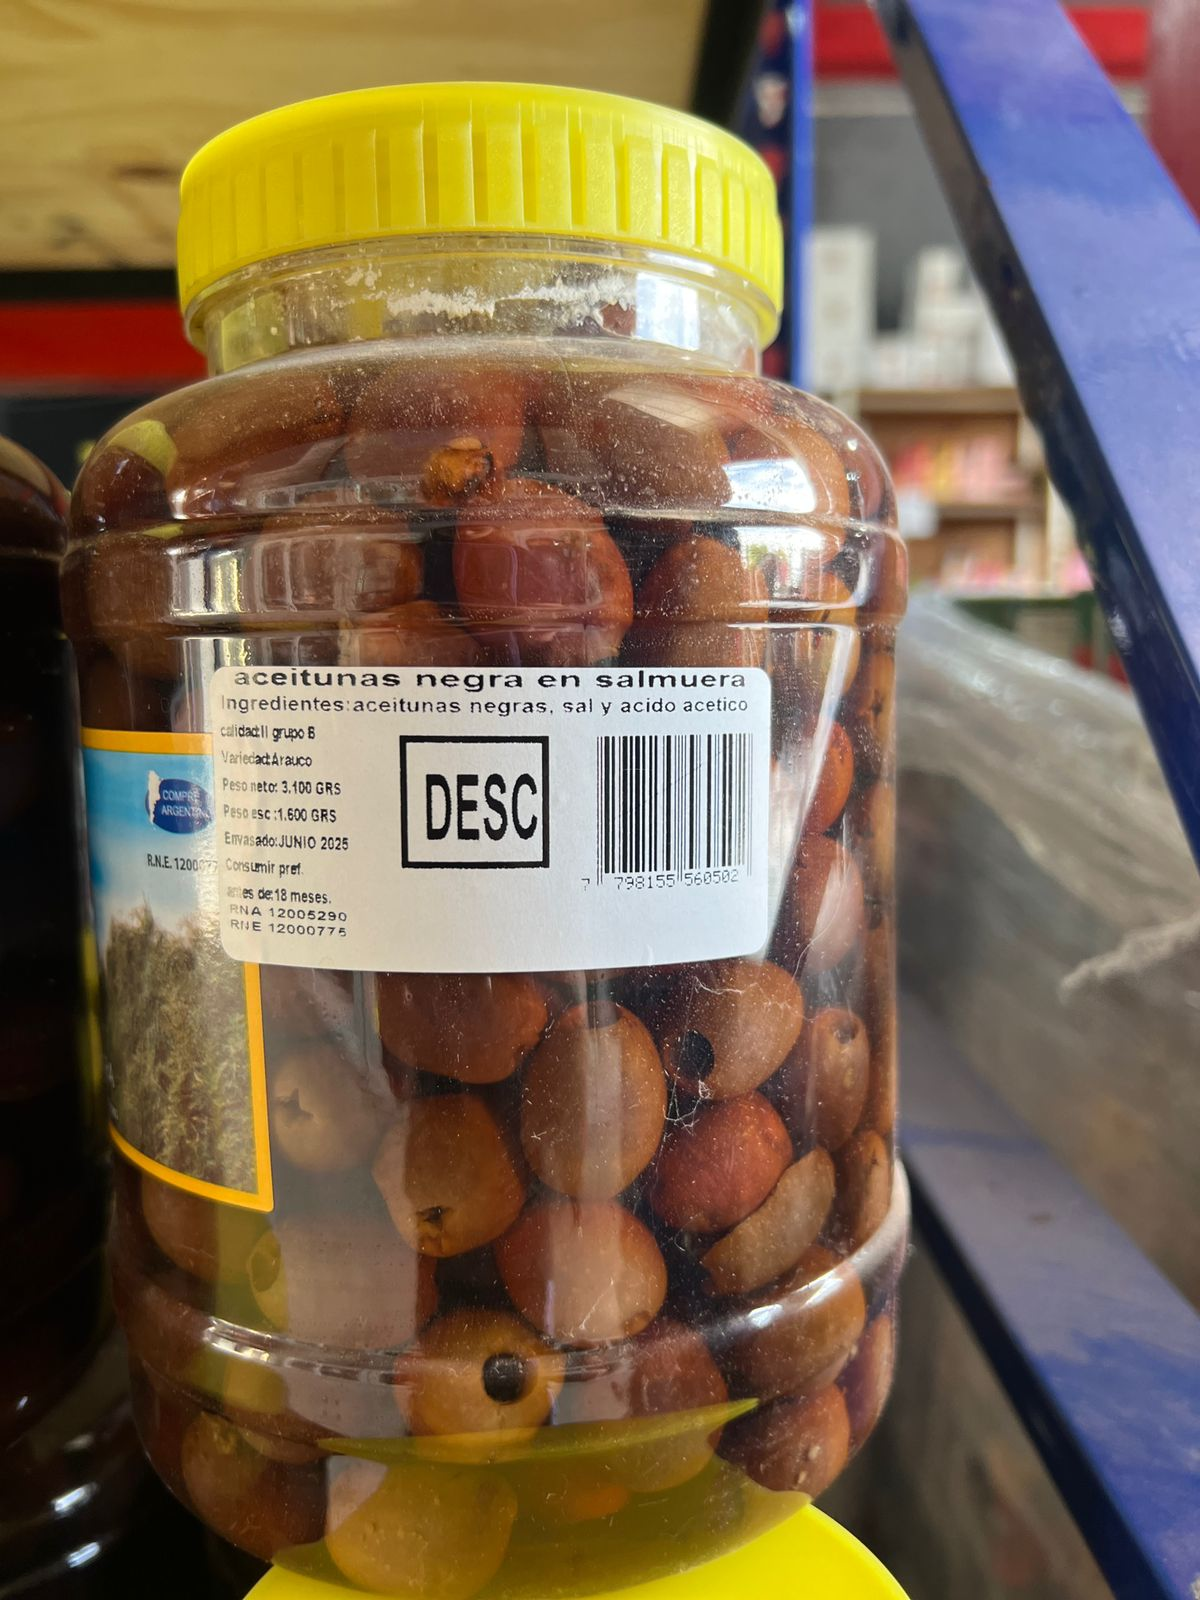 aceitunas negra en salmuera
Ingredientes:aceitunas negras, sal y acido acetico
calidad:II grupo B
Variedad:Arauco
Peso neto: 3.100 GRS
Peso esc :1.600 GRS
Envasado:JUNIO 2025
Consumir pref.
antes de:18 meses.
RNA 12005290
RNE 12000775
DESC
7 798155 560502
COMPRE
ARGENTINO
R.N.E. 1200077